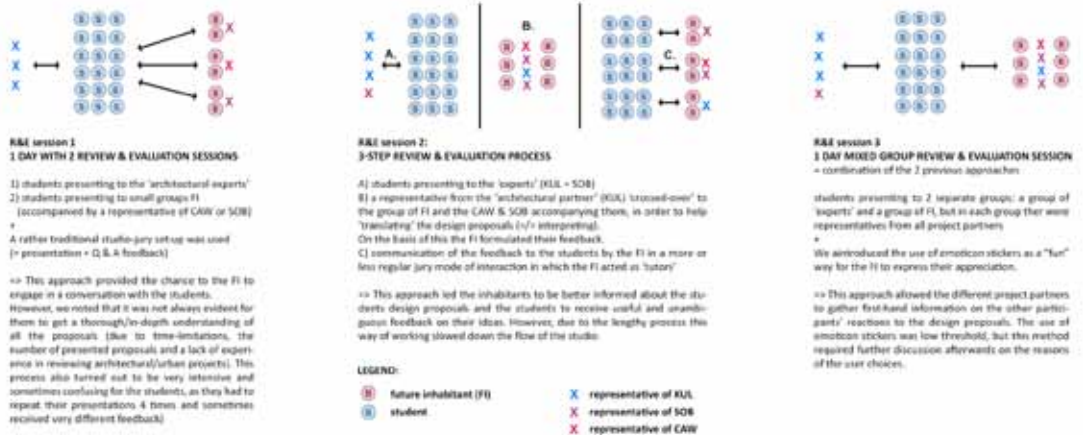 A.
B.
C.
R&E session 1
1 DAY WITH 2 REVIEW & EVALUATION SESSIONS
1) students presenting to the 'architectural experts'
2) students presenting to small groups FI
(accompanied by a representative of CAW or SOB)
+
A rather traditional studio-jury set-up was used
(= presentation + Q & A feedback)
=> This approach provided the chance to the FI to
engage in a conversation with the students.
However, we noted that it was not always evident for
them to get a thorough/in-depth understanding of
all the proposals (due to time-limitations, the
number of presented proposals and a lack of experi-
ence in reviewing architectural/urban projects). This
process also turned out to be very intensive and
sometimes confusing for the students, as they had to
repeat their presentations 4 times and sometimes
received very different feedback)
R&E session 2:
3-STEP REVIEW & EVALUATION PROCESS
A) students presenting to the 'experts' (KUL + SOB)
B) a representative from the 'architectural partner' (KUL) 'crossed-over' to
the group of FI and the CAW & SOB accompanying them, in order to help
'translating' the design proposals (=/= interpreting).
On the basis of this the FI formulated their feedback.
C) communication of the feedback to the students by the FI in a more or
less regular jury mode of interaction in which the FI acted as 'tutors'
=> This approach led the inhabitants to be better informed about the stu-
dents design proposals and the students to receive useful and unambi-
guous feedback on their ideas. However, due to the lengthy process this
way of working slowed down the flow of the studio
LEGEND:
future inhabitant (FI)
student
X representative of KUL
X representative of SOB
X representative of CAW
R&E session 3
1 DAY MIXED GROUP REVIEW & EVALUATION SESSION
= combination of the 2 previous approaches
students presenting to 2 separate groups: a group of
'experts' and a group of FI, but in each group ther were
representatives from all project partners
+
We aintroduced the use of emoticon stickers as a "fun"
way for the FI to express their appreciation.
=> This approach allowed the different project partners
to gather first-hand information on the other partici-
pants' reactions to the design proposals. The use of
emoticon stickers was low threshold, but this method
required further discussion afterwards on the reasons
of the user choices.